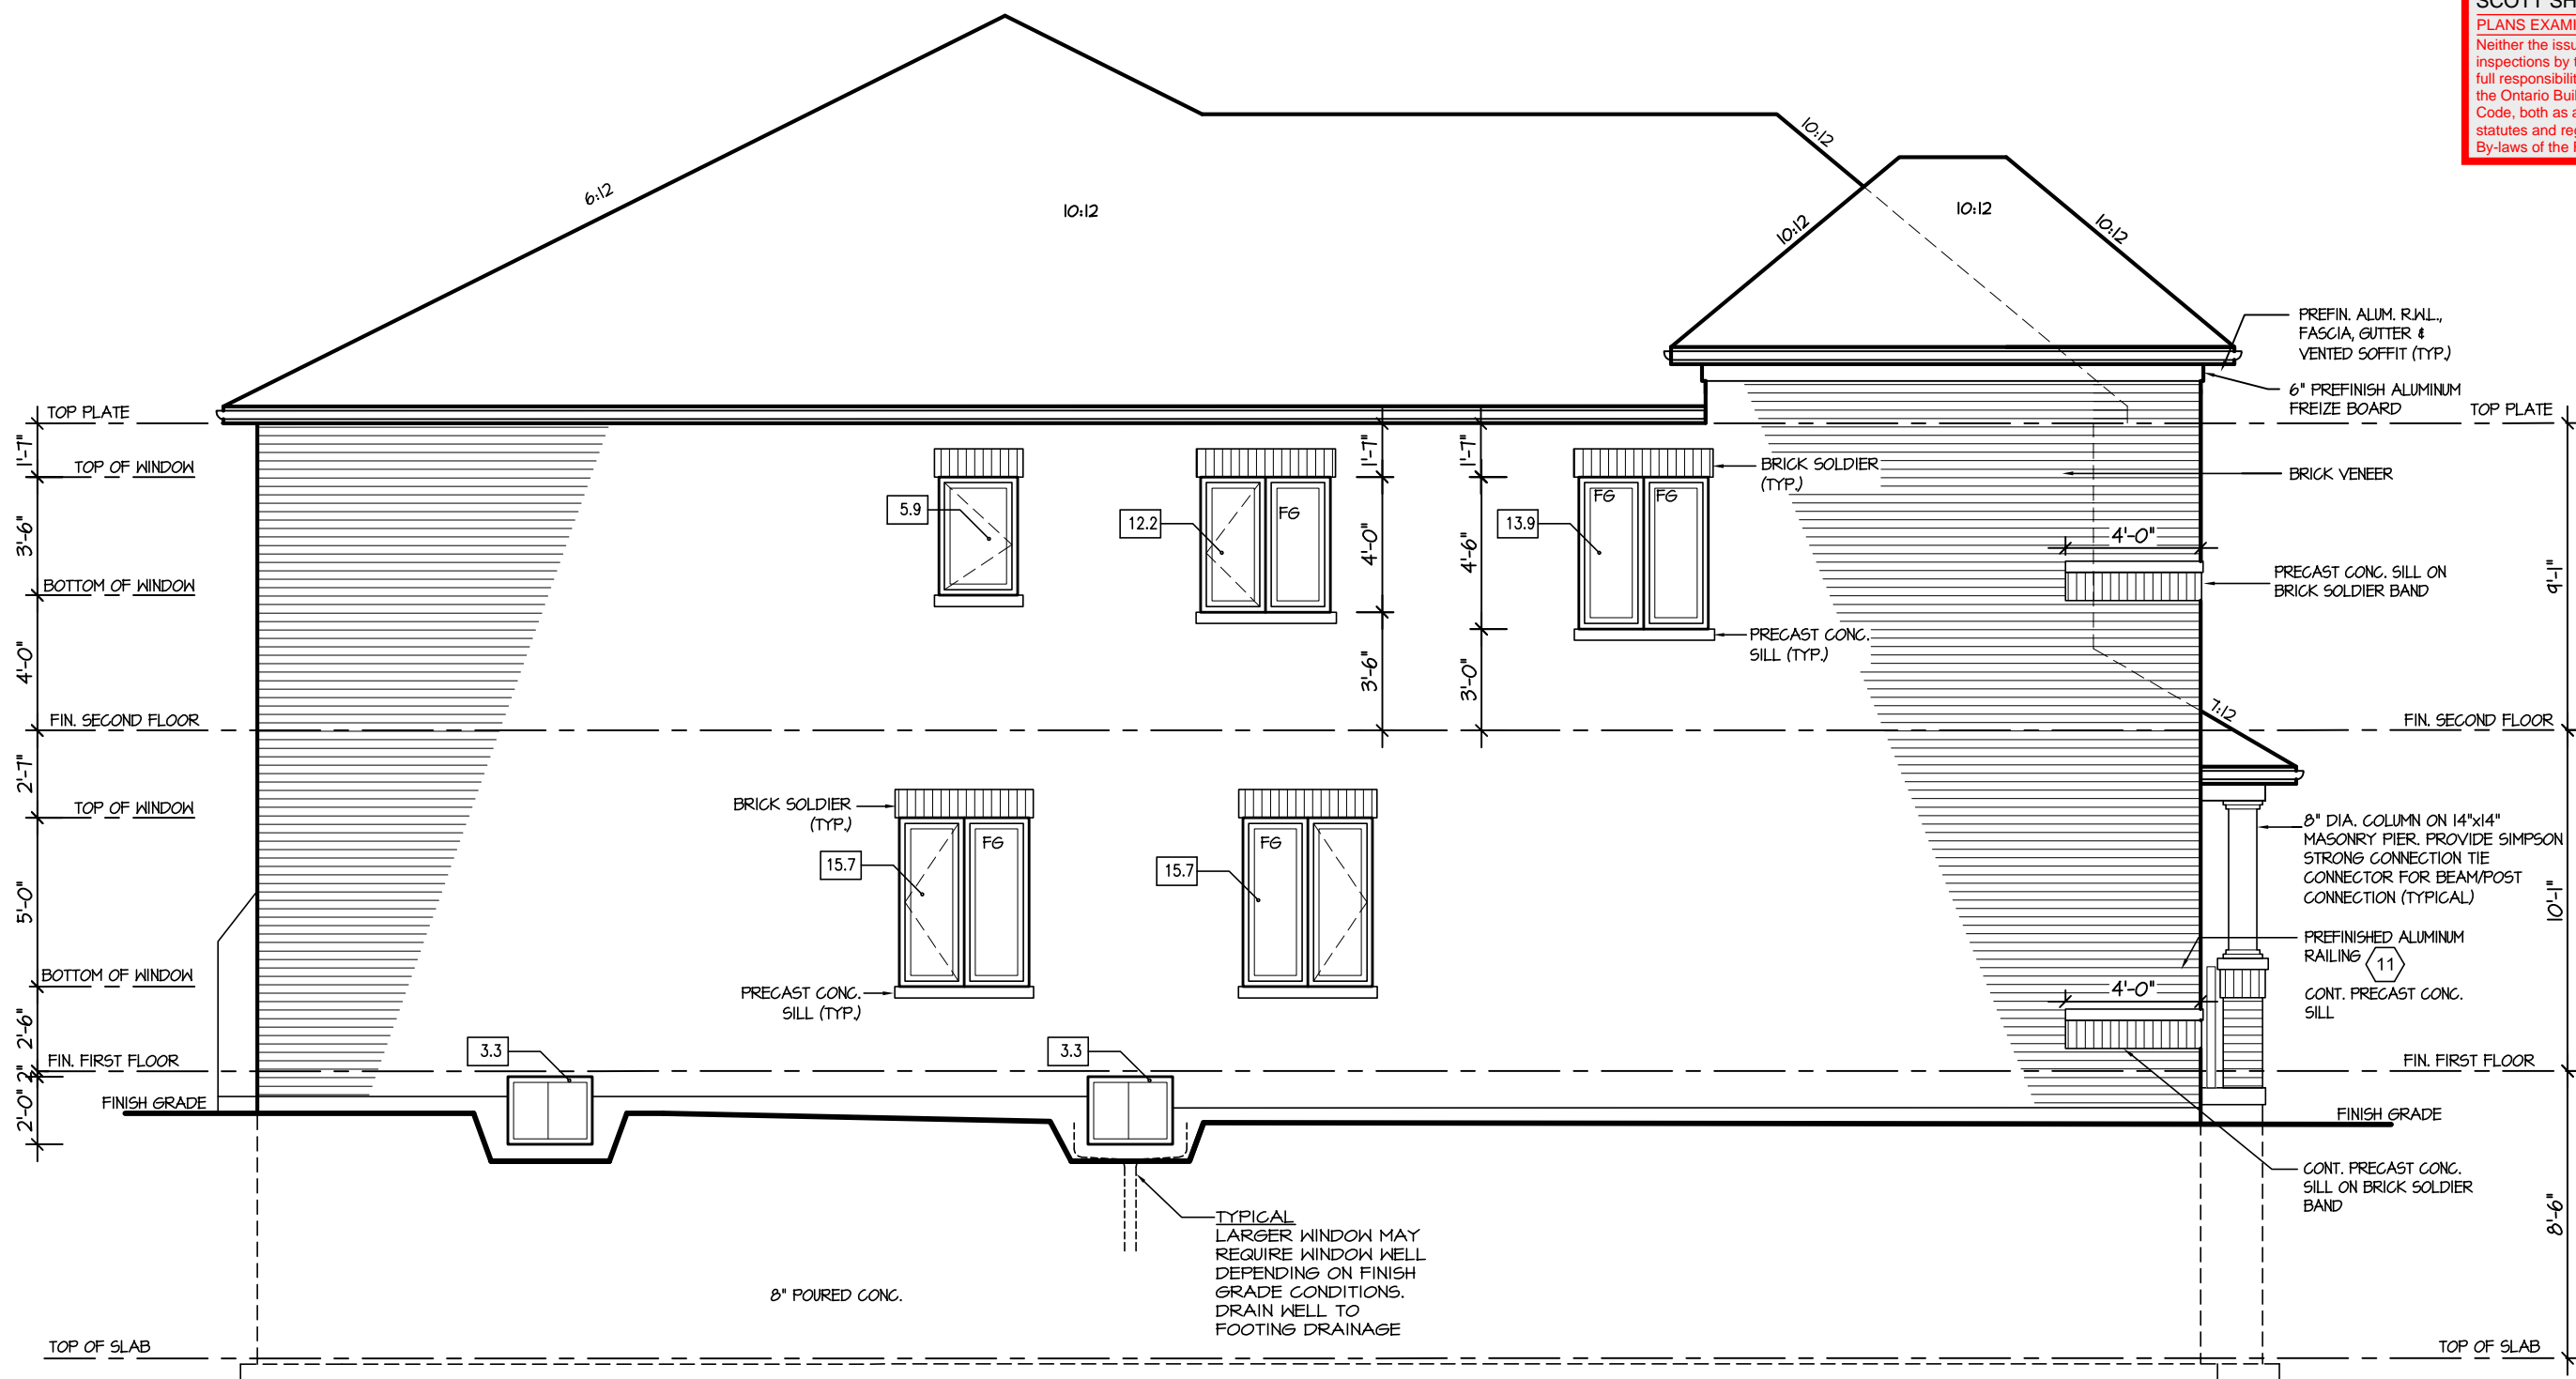 SCOTT
PLANS
Neither the
inspections by
full
the Ontario
Code, both as
statutes and
By-laws of the
10:12
6:12
10:12
10:12
10:12
10:12
PREFIN. ALUM. R.W.L.,
FASCIA, GUTTER &
VENTED SOFFIT (TYP.)
6" PREFINISH ALUMINUM
FREIZE BOARD
TOP PLATE
TOP PLATE
1'-7"
TOP OF WINDOW
3'-6"
BOTTOM OF WINDOW
4'-0"
FIN. SECOND FLOOR
2'-7"
TOP OF WINDOW
5'-0"
BOTTOM OF WINDOW
2'-6"
FIN. FIRST FLOOR
2"
2'-0"
FINISH GRADE
TOP OF SLAB
5.9
12.2
FG
1'-7"
4'-0"
3'-6"
1'-7"
4'-6"
3'-0"
13.9
FG
FG
BRICK SOLDIER
(TYP.)
PRECAST CONC.
SILL (TYP.)
BRICK VENEER
4'-0"
PRECAST CONC. SILL ON
BRICK SOLDIER BAND
9'-1"
7:12
FIN. SECOND FLOOR
BRICK SOLDIER
(TYP.)
15.7
FG
15.7
FG
PRECAST CONC.
SILL (TYP.)
8" DIA. COLUMN ON 14"x14"
MASONRY PIER. PROVIDE SIMPSON
STRONG CONNECTION TIE
CONNECTOR FOR BEAM/POST
CONNECTION (TYPICAL)
10'-1"
PREFINISHED ALUMINUM
RAILING
11
4'-0"
CONT. PRECAST CONC.
SILL
3.3
3.3
FIN. FIRST FLOOR
FINISH GRADE
CONT. PRECAST CONC.
SILL ON BRICK SOLDIER
BAND
8'-6"
TYPICAL
LARGER WINDOW MAY
REQUIRE WINDOW WELL
DEPENDING ON FINISH
GRADE CONDITIONS.
DRAIN WELL TO
FOOTING DRAINAGE
8" POURED CONC.
TOP OF SLAB